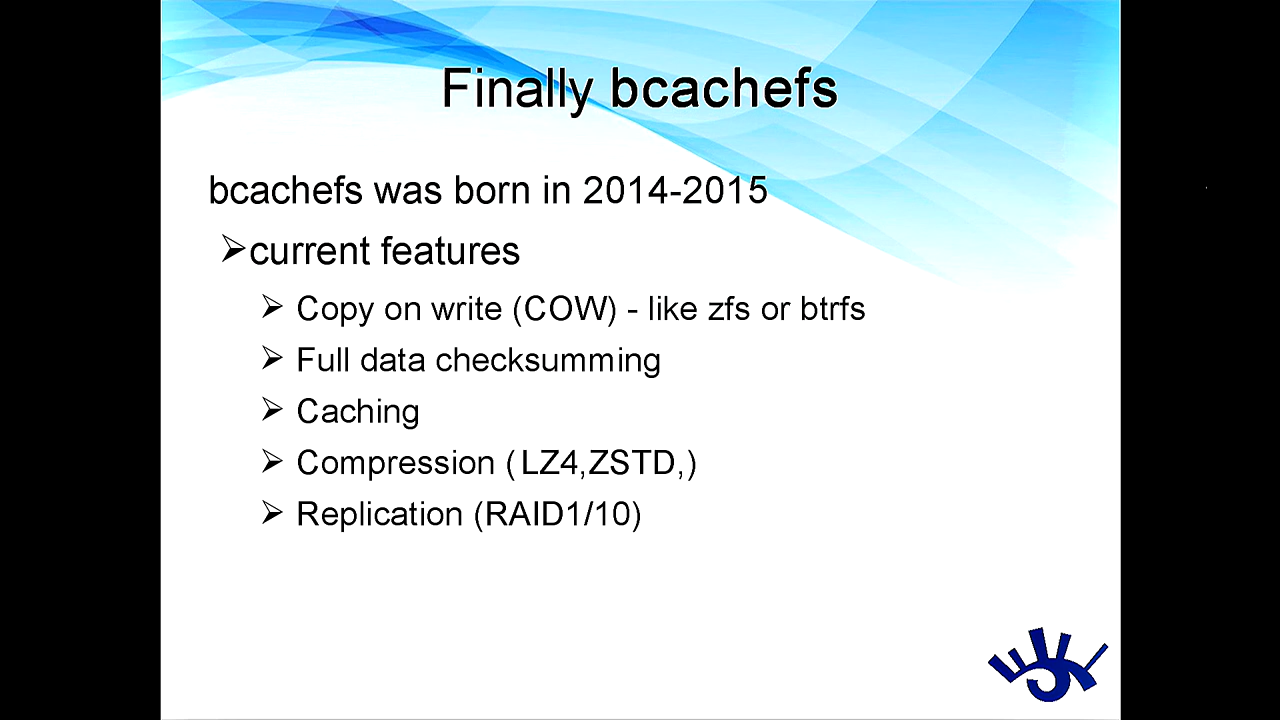 Finally bcachefs
bcachefs was born in 2014-2015
➢current features
➢ Copy on write (COW) - like zfs or btrfs
➢ Full data checksumming
➢ Caching
➢ Compression ( LZ4,ZSTD,)
➢ Replication (RAID1/10)